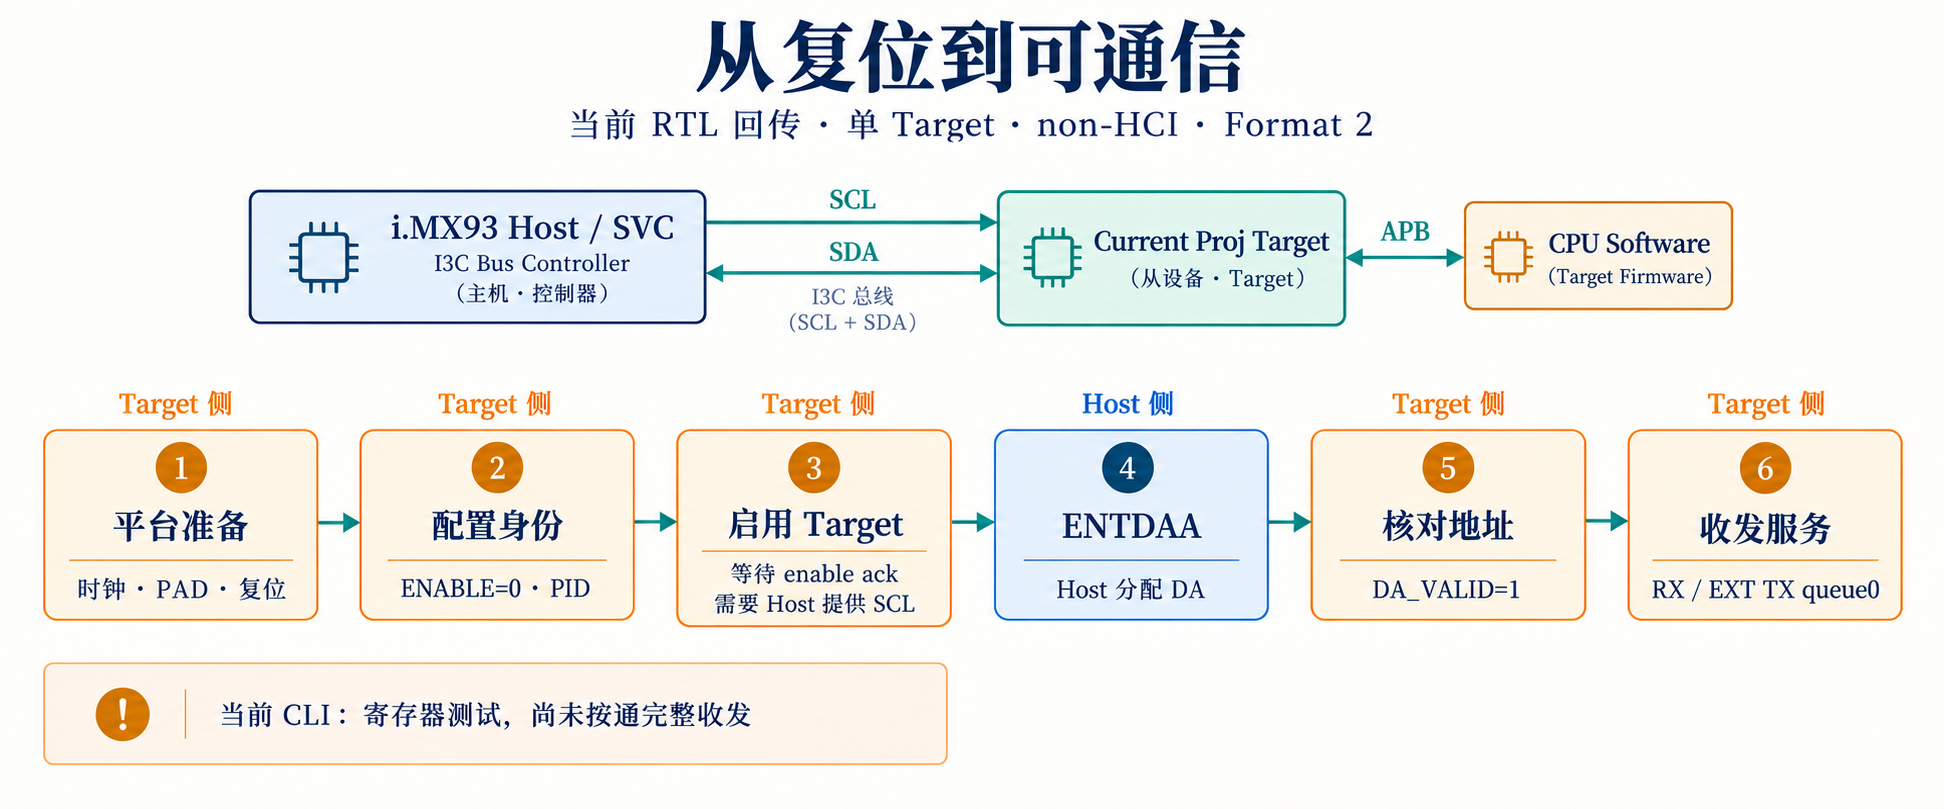 从复位到可通信
当前 RTL 回传 · 单 Target · non-HCI · Format 2
i.MX93 Host / SVC
I3C Bus Controller
（主机 · 控制器）
SCL
SDA
I3C 总线
（SCL + SDA）
Current Proj Target
（从设备 · Target）
APB
CPU Software
（Target Firmware）
Target 侧
1
平台准备
时钟 · PAD · 复位
Target 侧
2
配置身份
ENABLE=0 · PID
Target 侧
3
启用 Target
等待 enable ack
需要 Host 提供 SCL
Host 侧
4
ENTDAA
Host 分配 DA
Target 侧
5
核对地址
DA_VALID=1
Target 侧
6
收发服务
RX / EXT TX queue0
!
当前 CLI：寄存器测试，尚未按通完整收发